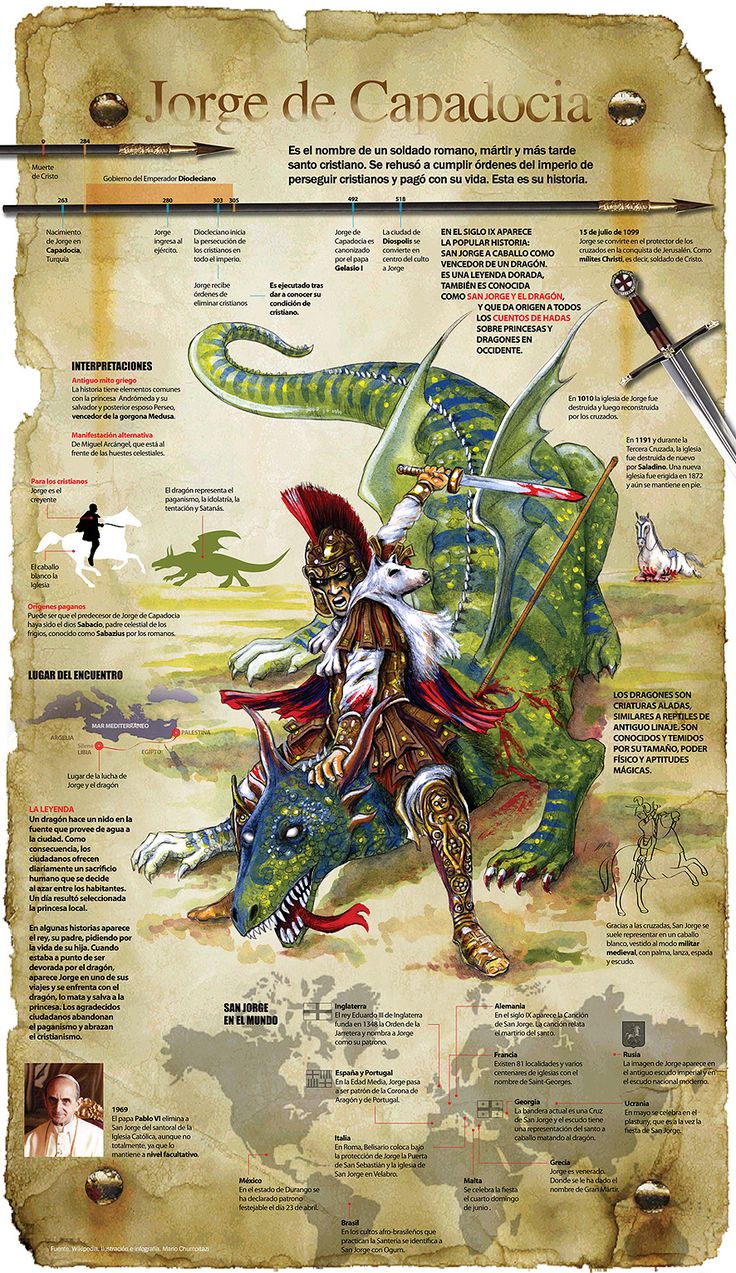 Jorge de Capadocia
Es el nombre de un soldado romano, mártir y más tarde
santo cristiano. Se rehusó a cumplir órdenes del imperio de
perseguir cristianos y pagó con su vida. Esta es su historia.
0
284
Muerte
de Cristo
Gobierno del Emperador Diocleciano
263
280
303
305
492
518
Nacimiento
de Jorge en
Capadocia,
Turquía
Jorge
ingresa al
ejército.
Diocleciano inicia
la persecución de
los cristianos en
todo el imperio.
Jorge recibe
órdenes de
eliminar cristianos
Es ejecutado tras
dar a conocer su
condición de
cristiano.
Jorge de
Capadocia es
canonizado
por el papa
Gelasio I
La ciudad de
Diospolis se
convierte en
centro del culto
a Jorge
EN EL SIGLO IX APARECE
LA POPULAR HISTORIA:
SAN JORGE A CABALLO COMO
VENCEDOR DE UN DRAGÓN.
ES UNA LEYENDA DORADA,
TAMBIÉN ES CONOCIDA
COMO SAN JORGE Y EL DRAGÓN,
Y QUE DA ORIGEN A TODOS
LOS CUENTOS DE HADAS
SOBRE PRINCESAS Y
DRAGONES EN
OCCIDENTE.
15 de julio de 1099
Jorge se convirte en el protector de los
cruzados en la conquista de Jerusalén. Como
milites Christi, es decir, soldado de Cristo.
INTERPRETACIONES
Antiguo mito griego
La historia tiene elementos comunes
con la princesa Andrómeda y su
salvador y posterior esposo Perseo,
vencedor de la gorgona Medusa.
Manifestación alternativa
De Miguel Arcángel, que está al
frente de las huestes celestiales.
Para los cristianos
Jorge es el
creyente
El caballo
blanco la
Iglesia
El dragón representa el
paganismo, la idolatría, la
tentación y Satanás.
Orígenes paganos
Puede ser que el predecesor de Jorge de Capadocia
haya sido el dios Sabacio, padre celestial de los
frigios, conocido como Sabazius por los romanos.
En 1010 la iglesia de Jorge fue
destruida y luego reconstruida
por los cruzados.
En 1191 y durante la
Tercera Cruzada, la iglesia
fue destruida de nuevo
por Saladino. Una nueva
iglesia fue erigida en 1872
y aún se mantiene en pie.
LUGAR DEL ENCUENTRO
MAR MEDITERRÁNEO
ARGELIA
Silene
LIBIA
EGIPTO
PALESTINA
Lugar de la lucha de
Jorge y el dragón
LOS DRAGONES SON
CRIATURAS ALADAS,
SIMILARES A REPTILES DE
ANTIGUO LINAJE. SON
CONOCIDOS Y TEMIDOS
POR SU TAMAÑO, PODER
FÍSICO Y APTITUDES
MÁGICAS.
LA LEYENDA
Un dragón hace un nido en la
fuente que provee de agua a
la ciudad. Como
consecuencia, los
ciudadanos ofrecen
diariamente un sacrificio
humano que se decide
al azar entre los habitantes.
Un día resultó seleccionada
la princesa local.
En algunas historias aparece
el rey, su padre, pidiendo por
la vida de su hija. Cuando
estaba a punto de ser
devorada por el dragón,
aparece Jorge en uno de sus
viajes y se enfrenta con el
dragón, lo mata y salva a la
princesa. Los agradecidos
ciudadanos abandonan
el paganismo y abrazan
el cristianismo.
Gracias a las cruzadas, San Jorge se
suele representar en un caballo
blanco, vestido al modo militar
medieval, con palma, lanza, espada
y escudo.
SAN JORGE
EN EL MUNDO
Inglaterra
El rey Eduardo III de Inglaterra
funda en 1348 la Orden de la
Jarretera y nombra a Jorge
como su patrono.
España y Portugal
En la Edad Media, Jorge pasa
a ser patrón de la Corona de
Aragón y de Portugal.
Italia
En Roma, Belisario coloca bajo
la protección de Jorge la Puerta
de San Sebastián y la iglesia de
San Jorge en Velabro.
Alemania
En el siglo IX aparece la Canción
de San Jorge. La canción relata
el martirio del santo.
Francia
Existen 81 localidades y varios
centenares de iglesias con el
nombre de Saint-Georges.
Rusia
La imagen de Jorge aparece en
el antiguo escudo imperial y en
el escudo nacional moderno.
Georgia
La bandera actual es una Cruz
de San Jorge y el escudo tiene
una representación del santo a
caballo matando al dragón.
Ucrania
En mayo se celebra en el
plastuny, que es a la vez la
fiesta de San Jorge.
Grecia
Jorge es venerado.
Donde se le ha dado el
nombre de Gran Mártir.
Malta
Se celebra la fiesta
el cuarto domingo
de junio.
México
En el estado de Durango se
ha declarado patrono
festejable el día 23 de abril.
Brasil
En los cultos afro-brasileños que
practican la Santeria se identifica a
San Jorge con Ogum.
1969
El papa Pablo VI elimina a
San Jorge del santoral de la
Iglesia Católica, aunque no
totalmente, ya que lo
mantiene a nivel facultativo.
Fuente, Wikipedia, Ilustración e infografía, Mario Chumpitazi